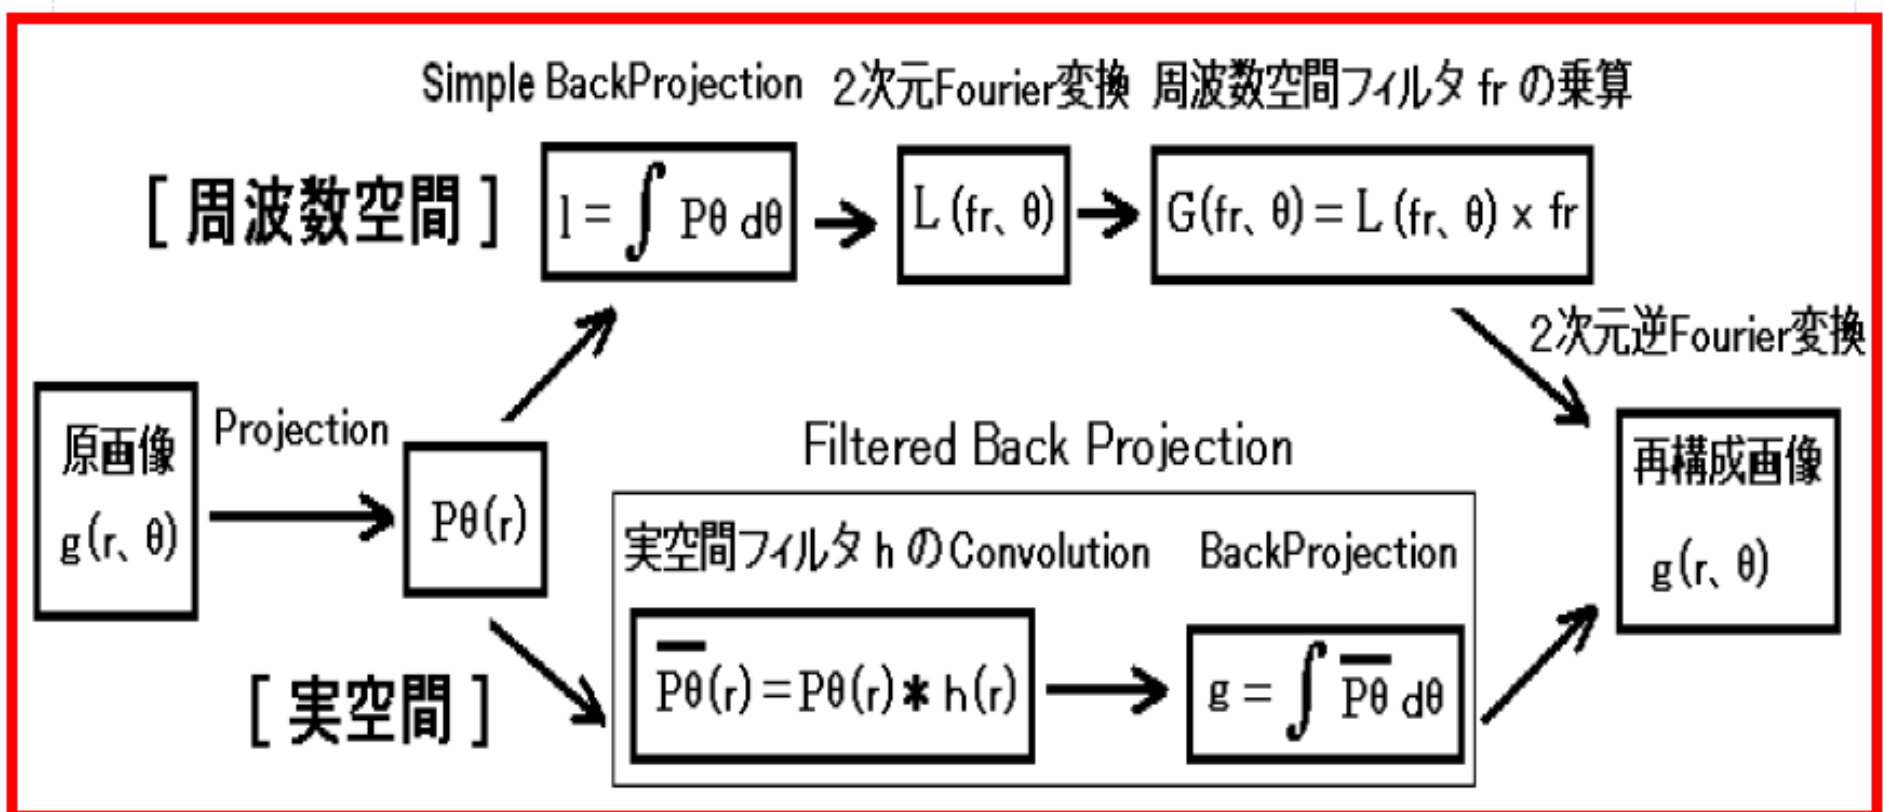 Simple BackProjection 2次元Fourier変換 周波数空間フィルタ fr の乗算
[ 周波数空間 ] l = ∫ Pθ dθ L (fr、θ) G(fr、θ) = L (fr、θ) × fr
2次元逆Fourier変換
原画像
g(r、θ)
Projection
Pθ(r)
Filtered Back Projection
実空間フィルタ h のConvolution BackProjection
[ 実空間 ] P̅θ̅(r) = Pθ(r) * h(r) g = ∫ P̅θ̅ dθ
再構成画像
g(r、θ)